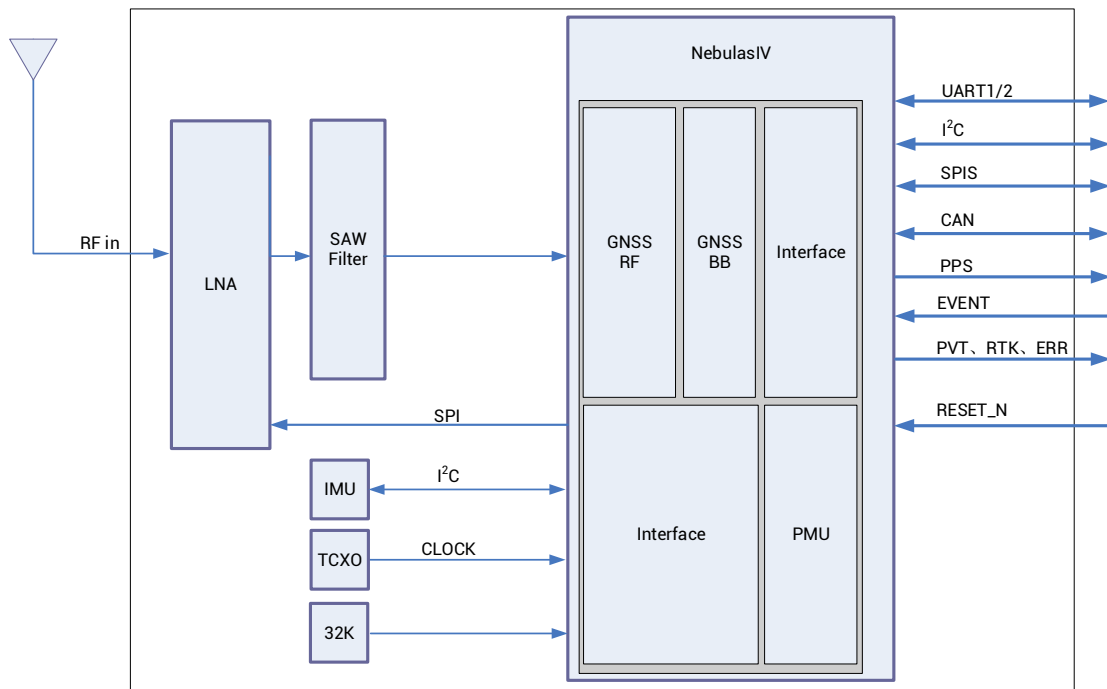 NebulasIV
UART1/2
I²C
SPIS
CAN
PPS
EVENT
PVT、RTK、ERR
RESET_N
RF in
LNA
SAW
Filter
GNSS
RF
GNSS
BB
Interface
SPI
IMU
I²C
TCXO
CLOCK
32K
Interface
PMU